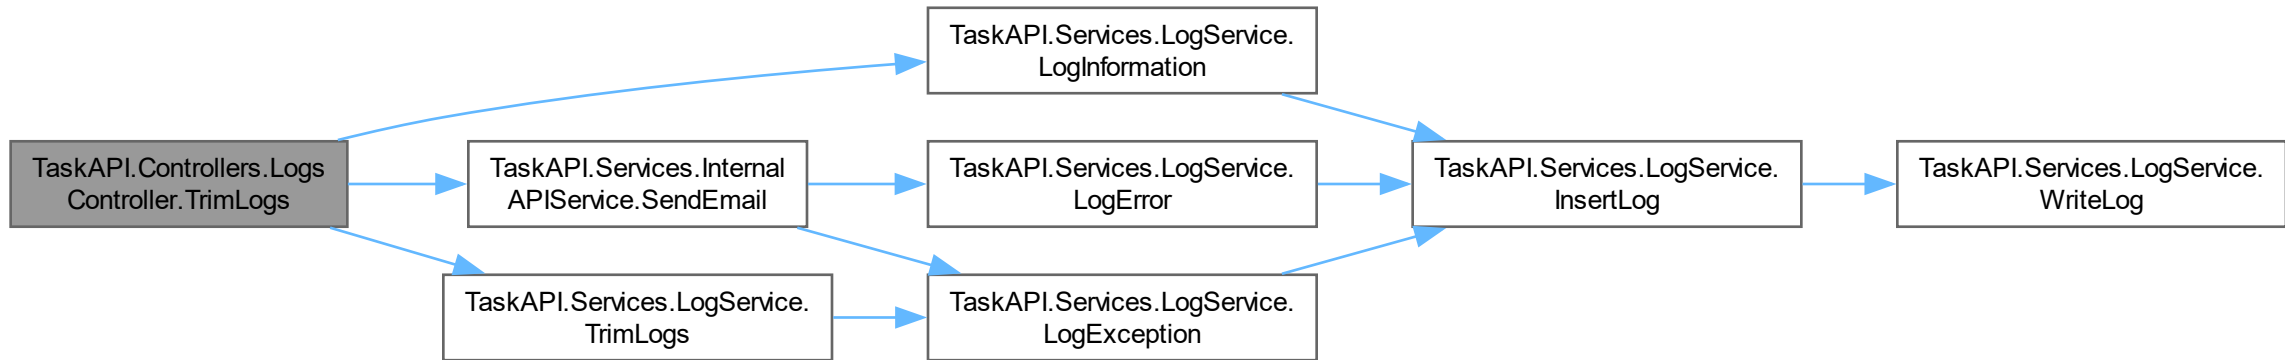 TaskAPI.Services.LogService.
LogInformation
TaskAPI.Controllers.Logs
Controller.TrimLogs
TaskAPI.Services.Internal
APIService.SendEmail
TaskAPI.Services.LogService.
LogError
TaskAPI.Services.LogService.
InsertLog
TaskAPI.Services.LogService.
WriteLog
TaskAPI.Services.LogService.
TrimLogs
TaskAPI.Services.LogService.
LogException